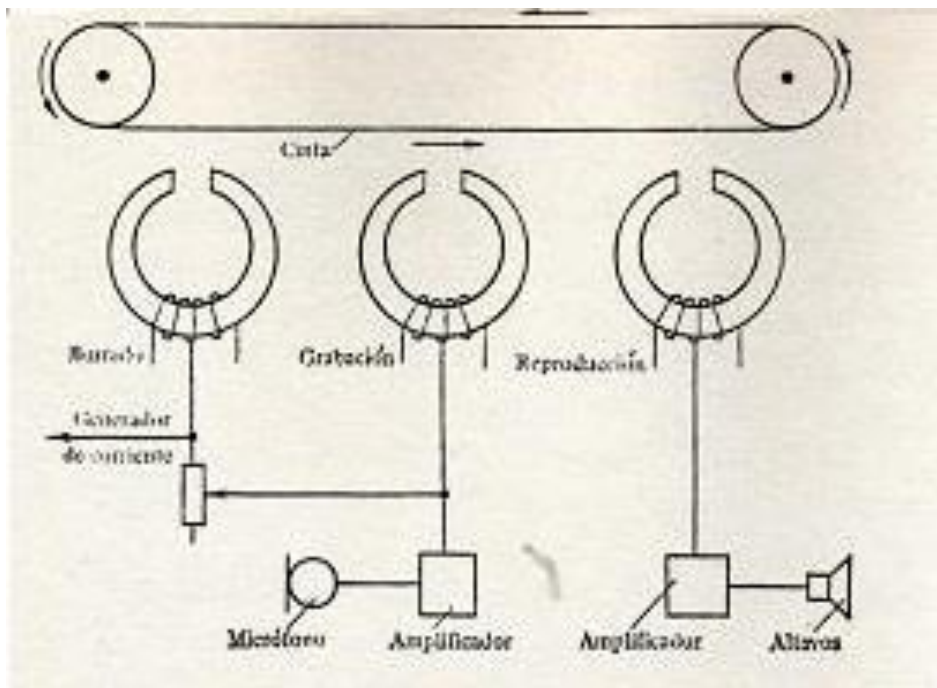 Cinta
Borrado
Grabación
Reproducción
Generador
de corriente
Micrófono
Amplificador
Amplificador
Altavoz